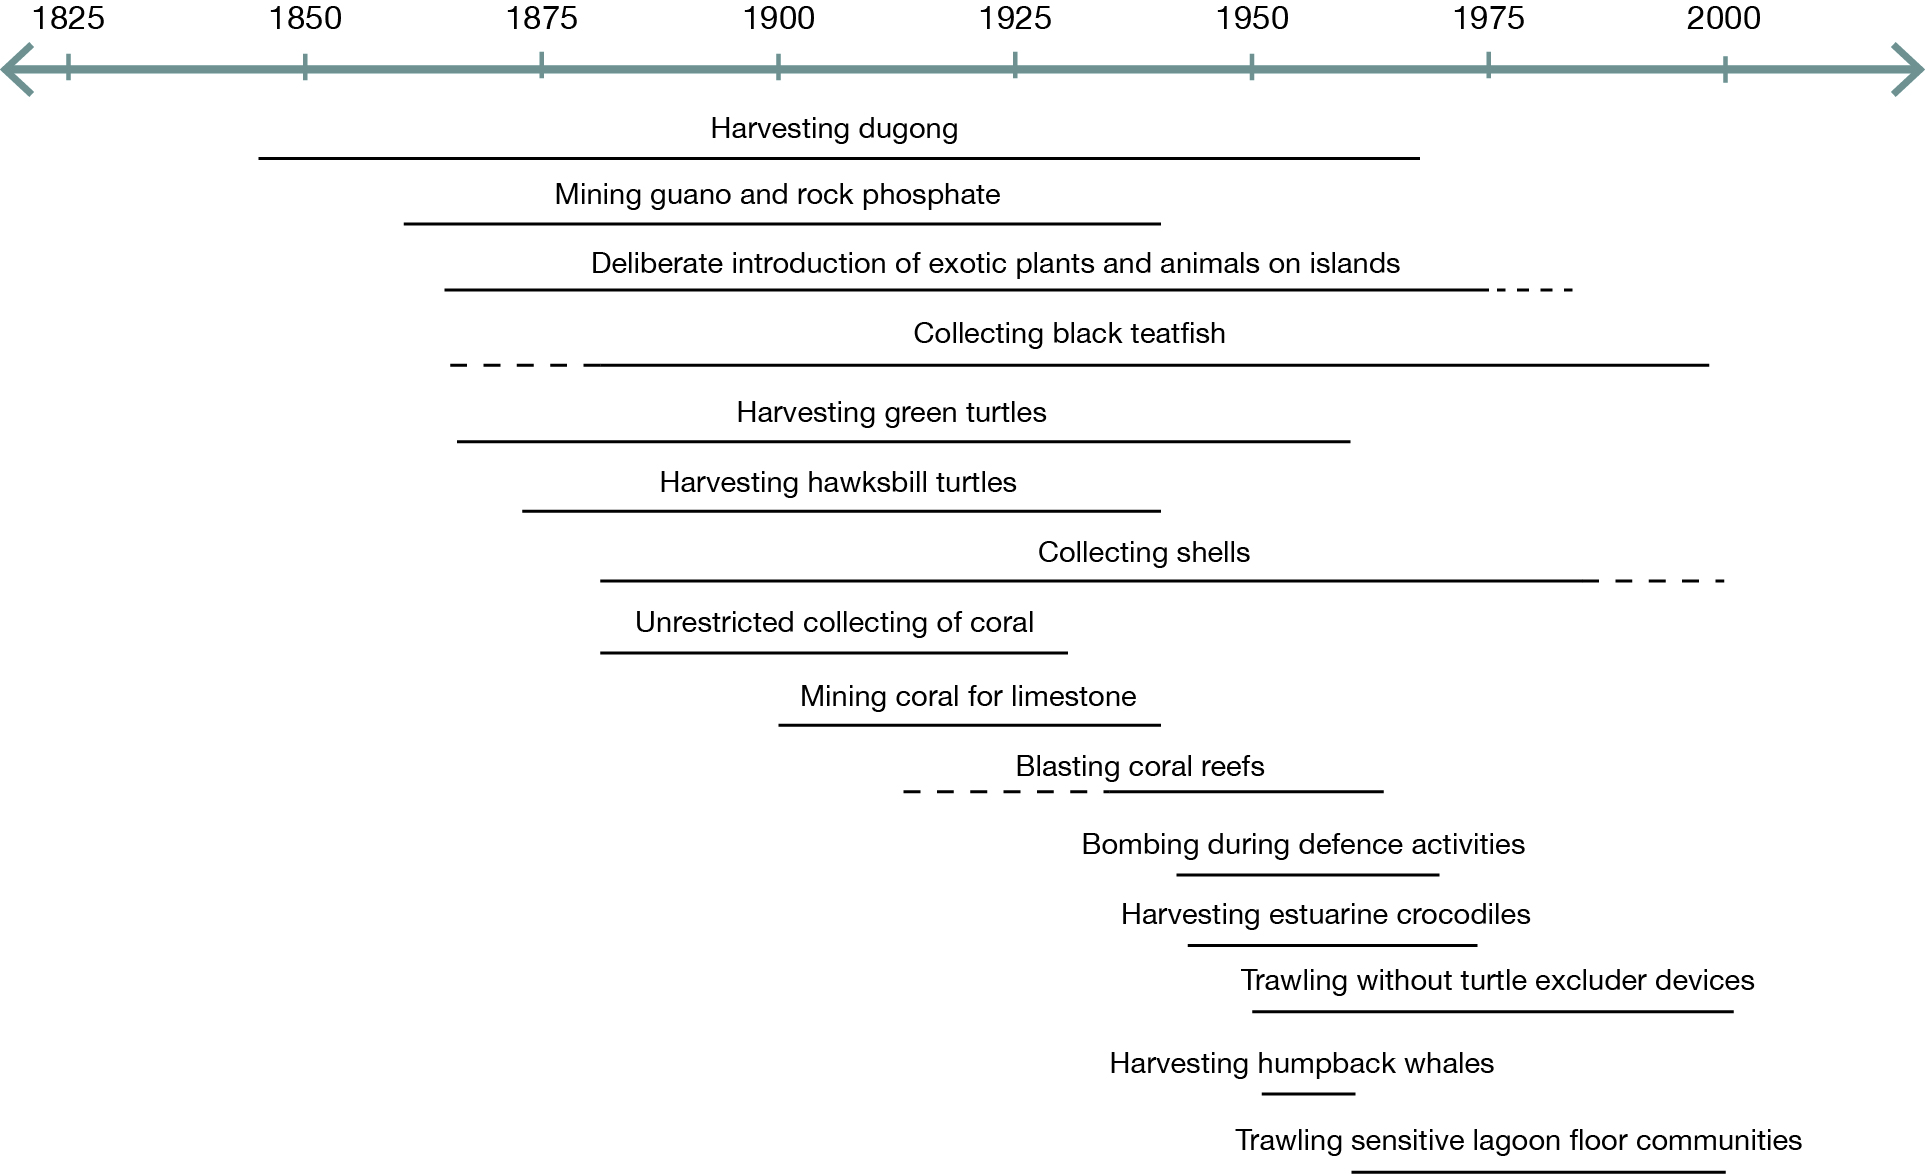 1825 1850 1875 1900 1925 1950 1975 2000
Harvesting dugong
Mining guano and rock phosphate
Deliberate introduction of exotic plants and animals on islands
Collecting black teatfish
Harvesting green turtles
Harvesting hawksbill turtles
Collecting shells
Unrestricted collecting of coral
Mining coral for limestone
Blasting coral reefs
Bombing during defence activities
Harvesting estuarine crocodiles
Trawling without turtle excluder devices
Harvesting humpback whales
Trawling sensitive lagoon floor communities